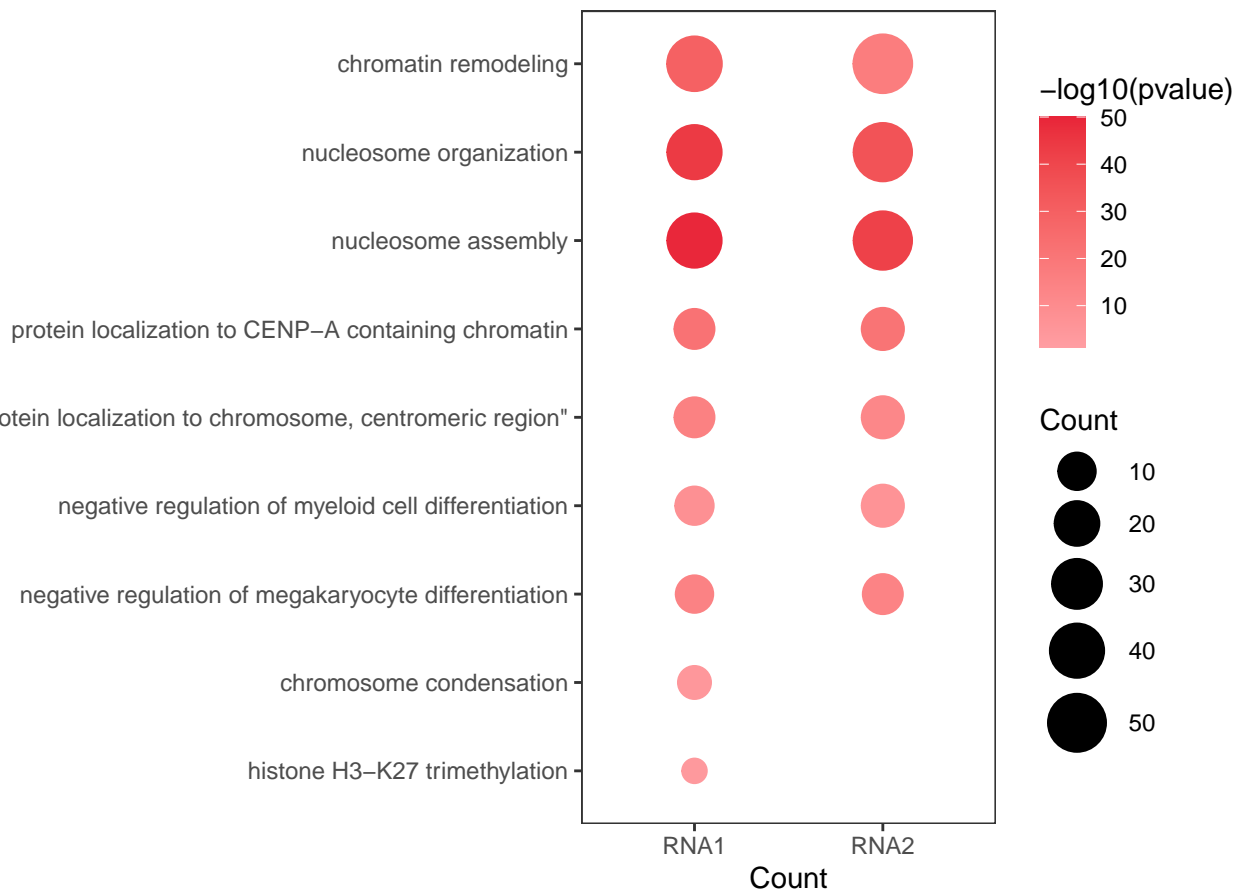 chromatin remodeling
nucleosome organization
nucleosome assembly
protein localization to CENP−A containing chromatin
localization to chromosome, centromeric region"
negative regulation of myeloid cell differentiation
negative regulation of megakaryocyte differentiation
chromosome condensation
histone H3−K27 trimethylation
RNA1
RNA2
Count
−log10(pvalue)
50
40
30
20
10
Count
10
20
30
40
50